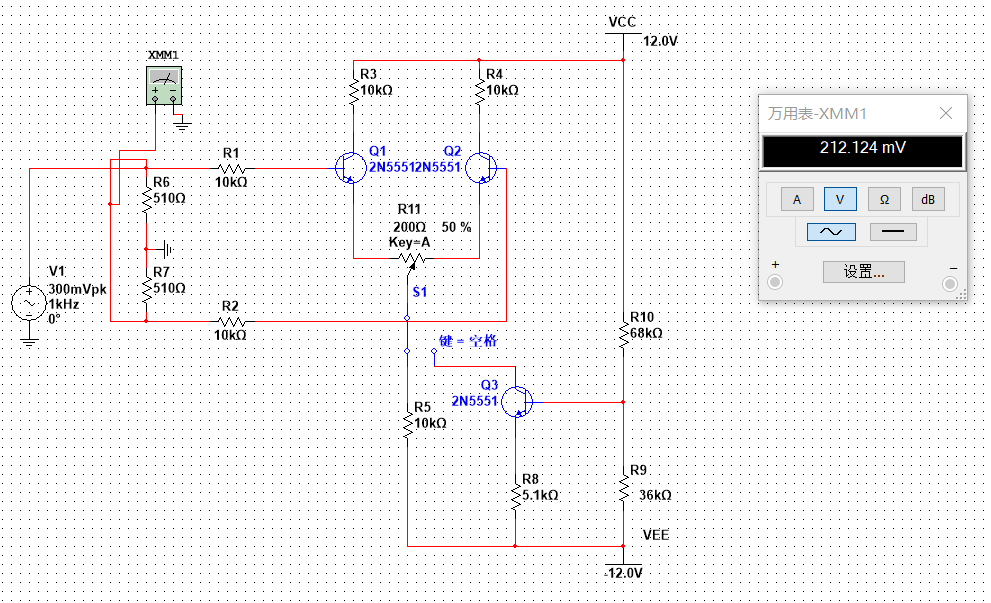 VCC
12.0V
XMM1
R3
10kΩ
R4
10kΩ
Q1
2N5551
Q2
2N5551
R1
10kΩ
R6
510Ω
R11
200Ω
50 %
Key=A
V1
300mVpk
1kHz
0°
R7
510Ω
S1
R2
10kΩ
键 = 空格
R10
68kΩ
Q3
2N5551
R5
10kΩ
R8
5.1kΩ
R9
36kΩ
VEE
-12.0V
万用表-XMM1
212.124 mV
A
V
Ω
dB
+
设置...
−